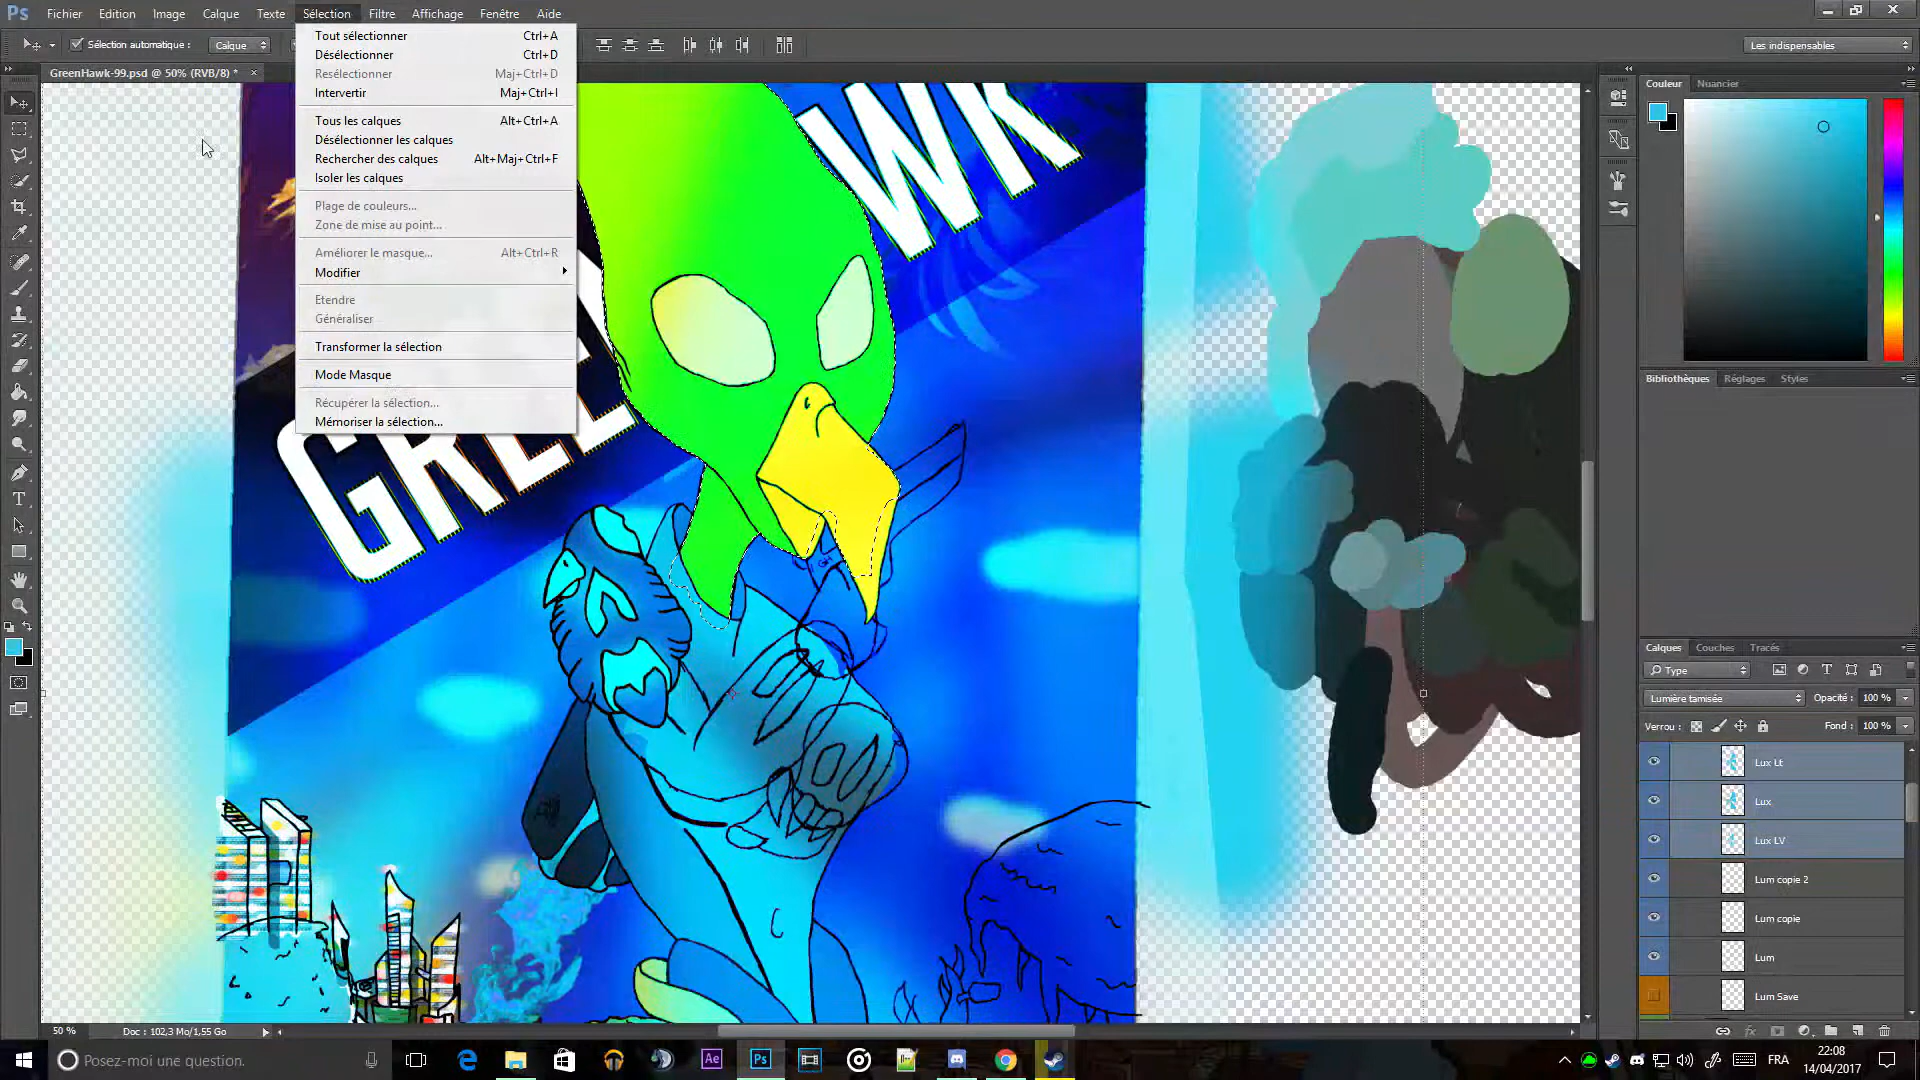 Ps Fichier Edition Image Calque Texte Sélection Filtre Affichage Fenêtre Aide
Sélection automatique : Calque
Les indispensables
GreenHawk-99.psd @ 50% (RVB/8) *
Tout sélectionner Ctrl+A
Désélectionner Ctrl+D
Resélectionner Maj+Ctrl+D
Intervertir Maj+Ctrl+I
Tous les calques Alt+Ctrl+A
Désélectionner les calques
Rechercher des calques Alt+Maj+Ctrl+F
Isoler les calques
Plage de couleurs...
Zone de mise au point...
Améliorer le masque... Alt+Ctrl+R
Modifier
Etendre
Généraliser
Transformer la sélection
Mode Masque
Récupérer la sélection...
Mémoriser la sélection...
Couleur Nuancier
Bibliothèques Réglages Styles
Calques Couches Tracés
Type
Lumière tamisée Opacité : 100 %
Verrou : Fond : 100 %
Lux Lt
Lux
Lux LV
Lum copie 2
Lum copie
Lum
Lum Save
50 % Doc : 102,3 Mo/1,55 Go
Posez-moi une question.
Ae Ps
FRA
22:08
14/04/2017